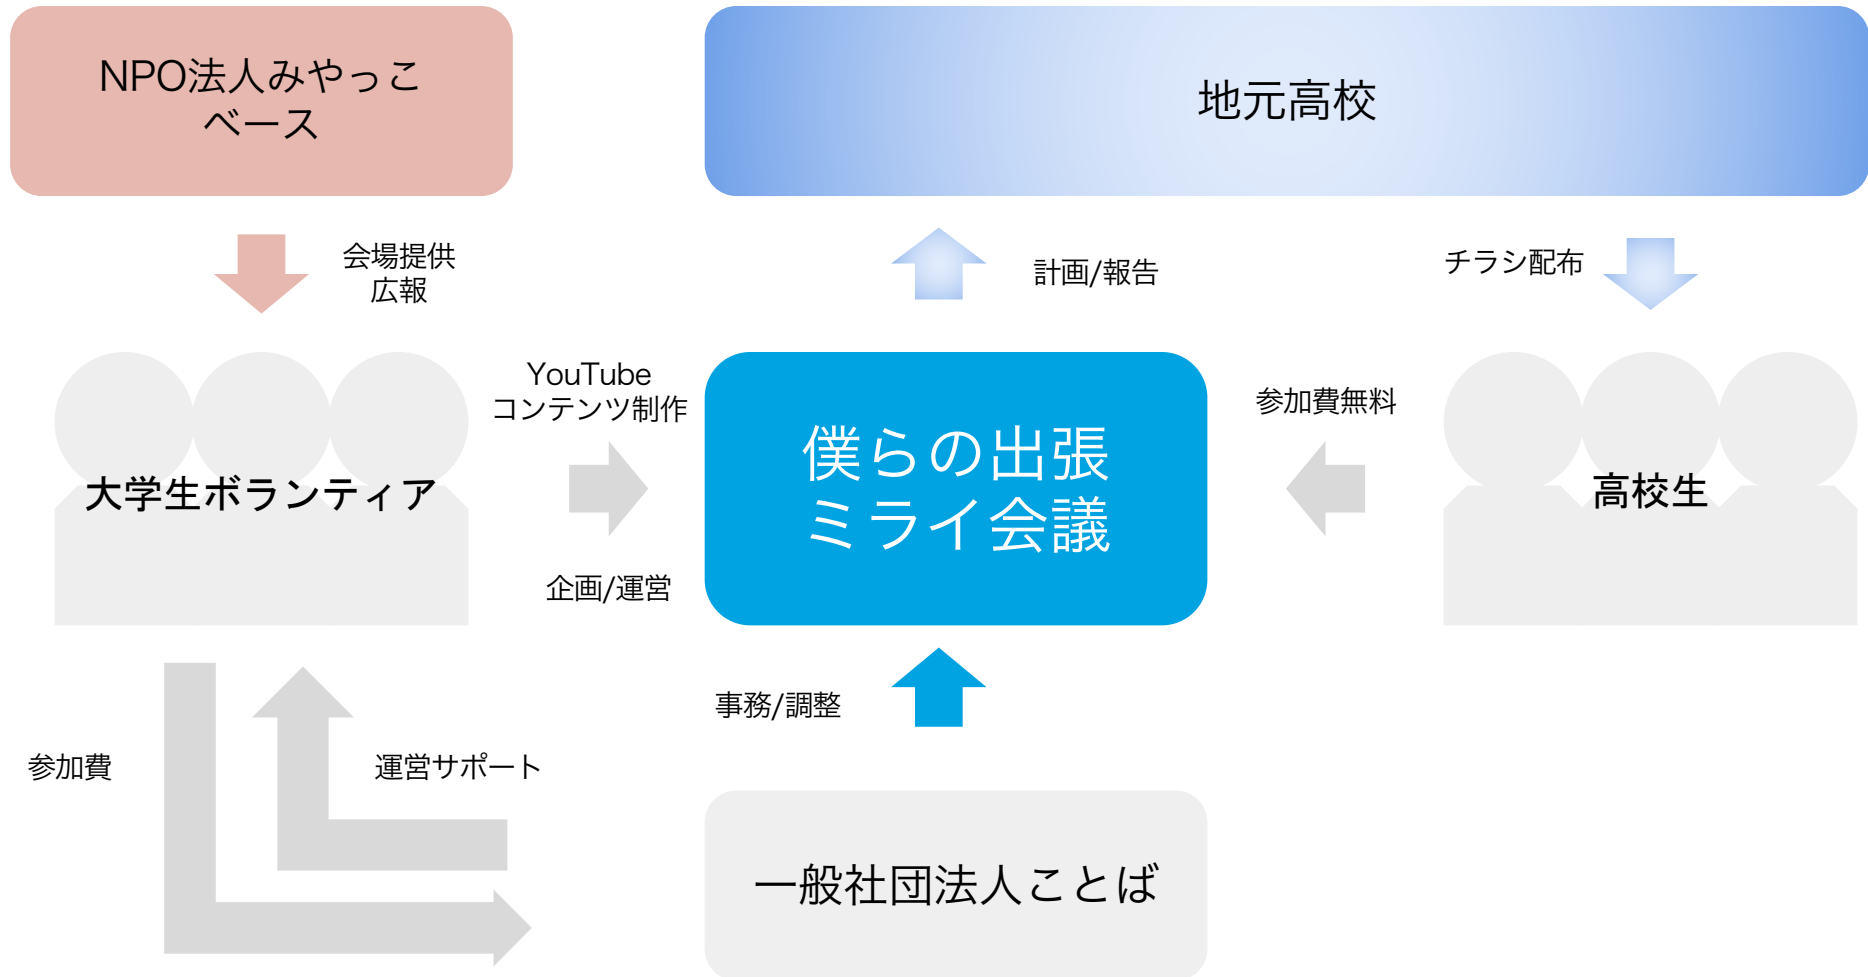 NPO法人みやっこ
ベース
地元高校
会場提供
広報
計画/報告
チラシ配布
YouTube
コンテンツ制作
参加費無料
大学生ボランティア
僕らの出張
ミライ会議
高校生
企画/運営
事務/調整
参加費
運営サポート
一般社団法人ことば